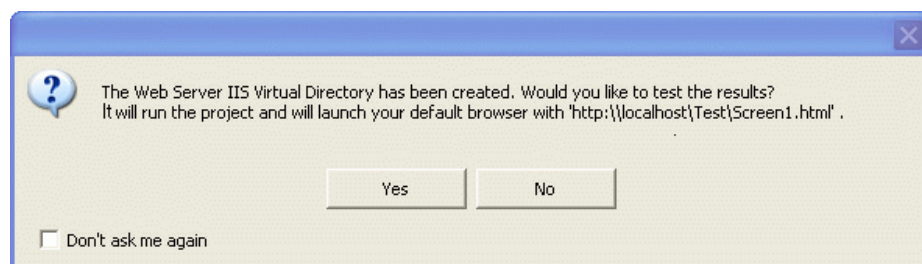 The Web Server IIS Virtual Directory has been created. Would you like to test the results?
It will run the project and will launch your default browser with 'http:\\localhost\Test\Screen1.html' .
Yes
No
Don't ask me again